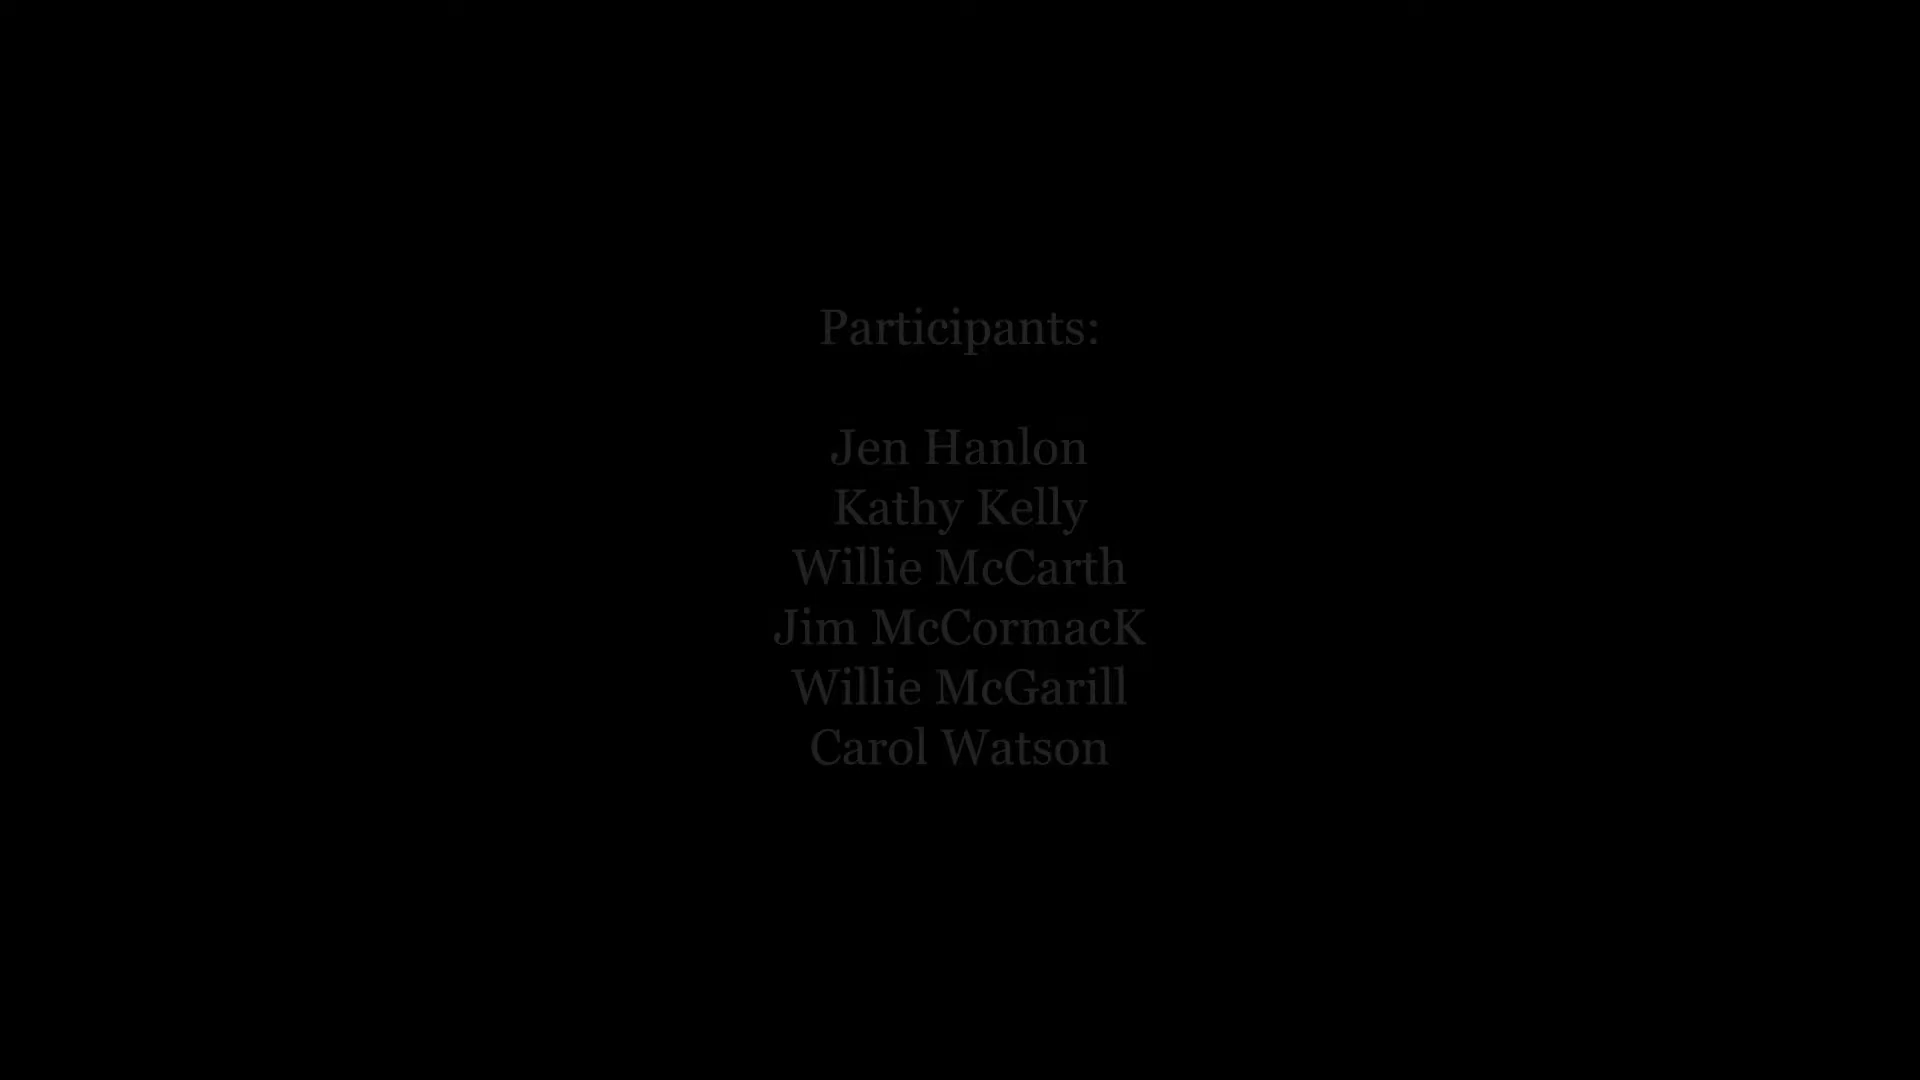 Participants:
Jen Hanlon
Kathy Kelly
Willie McCarth
Jim McCormacK
Willie McGarill
Carol Watson